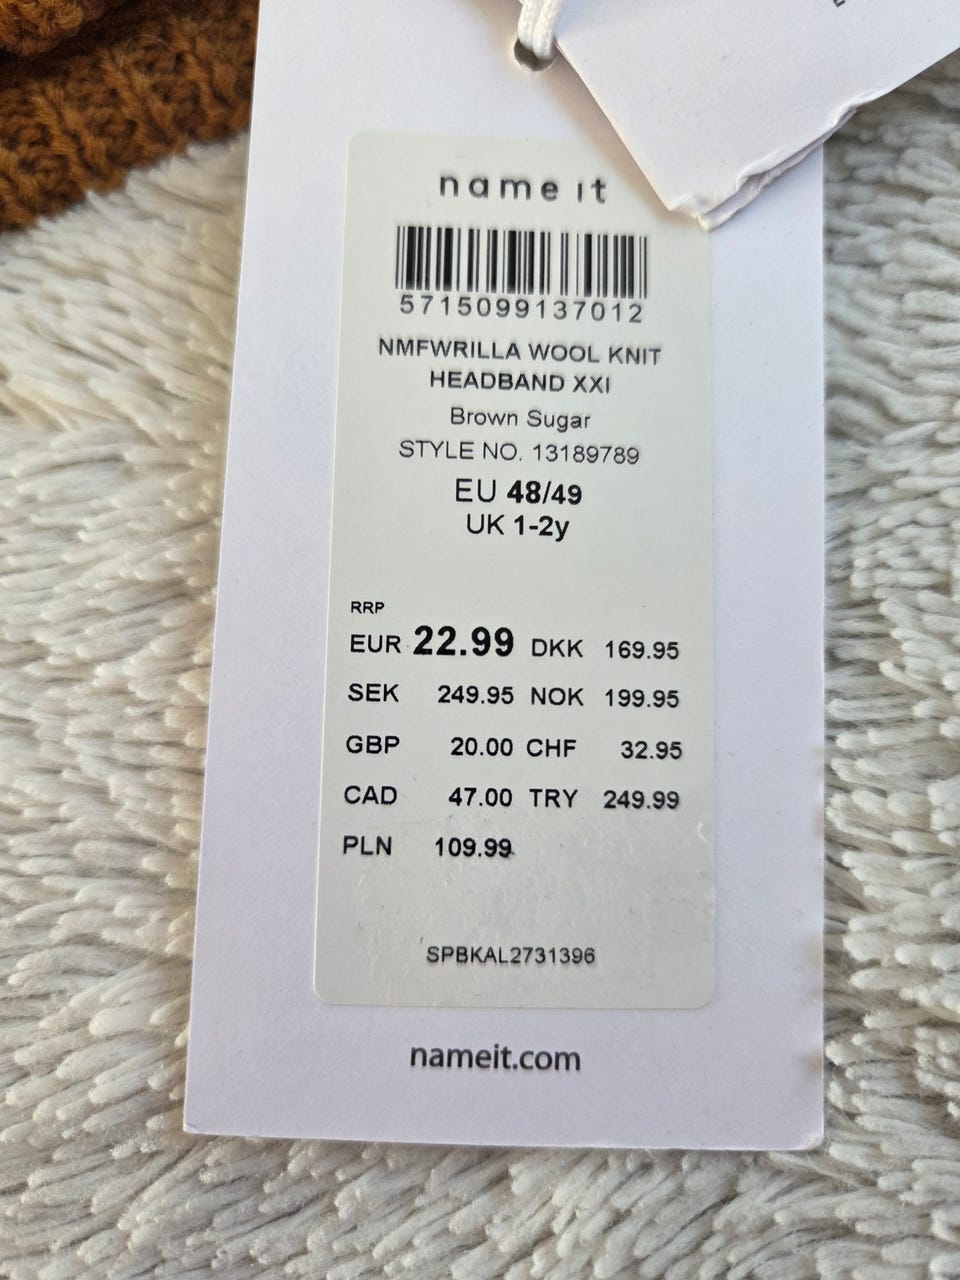 name it
5715099137012
NMFWRILLA WOOL KNIT
HEADBAND XXI
Brown Sugar
STYLE NO. 13189789
EU 48/49
UK 1-2y
RRP
EUR 22.99 DKK 169.95
SEK 249.95 NOK 199.95
GBP 20.00 CHF 32.95
CAD 47.00 TRY 249.99
PLN 109.99
SPBKAL2731396
nameit.com